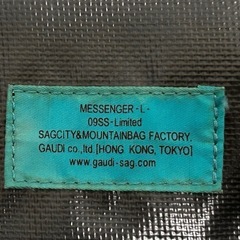 MESSENGER -L-
09SS-Limited
SAGCITY&MOUNTAINBAG FACTORY.
GAUDI co.,ltd.[HONG KONG, TOKYO]
www.gaudi-sag.com